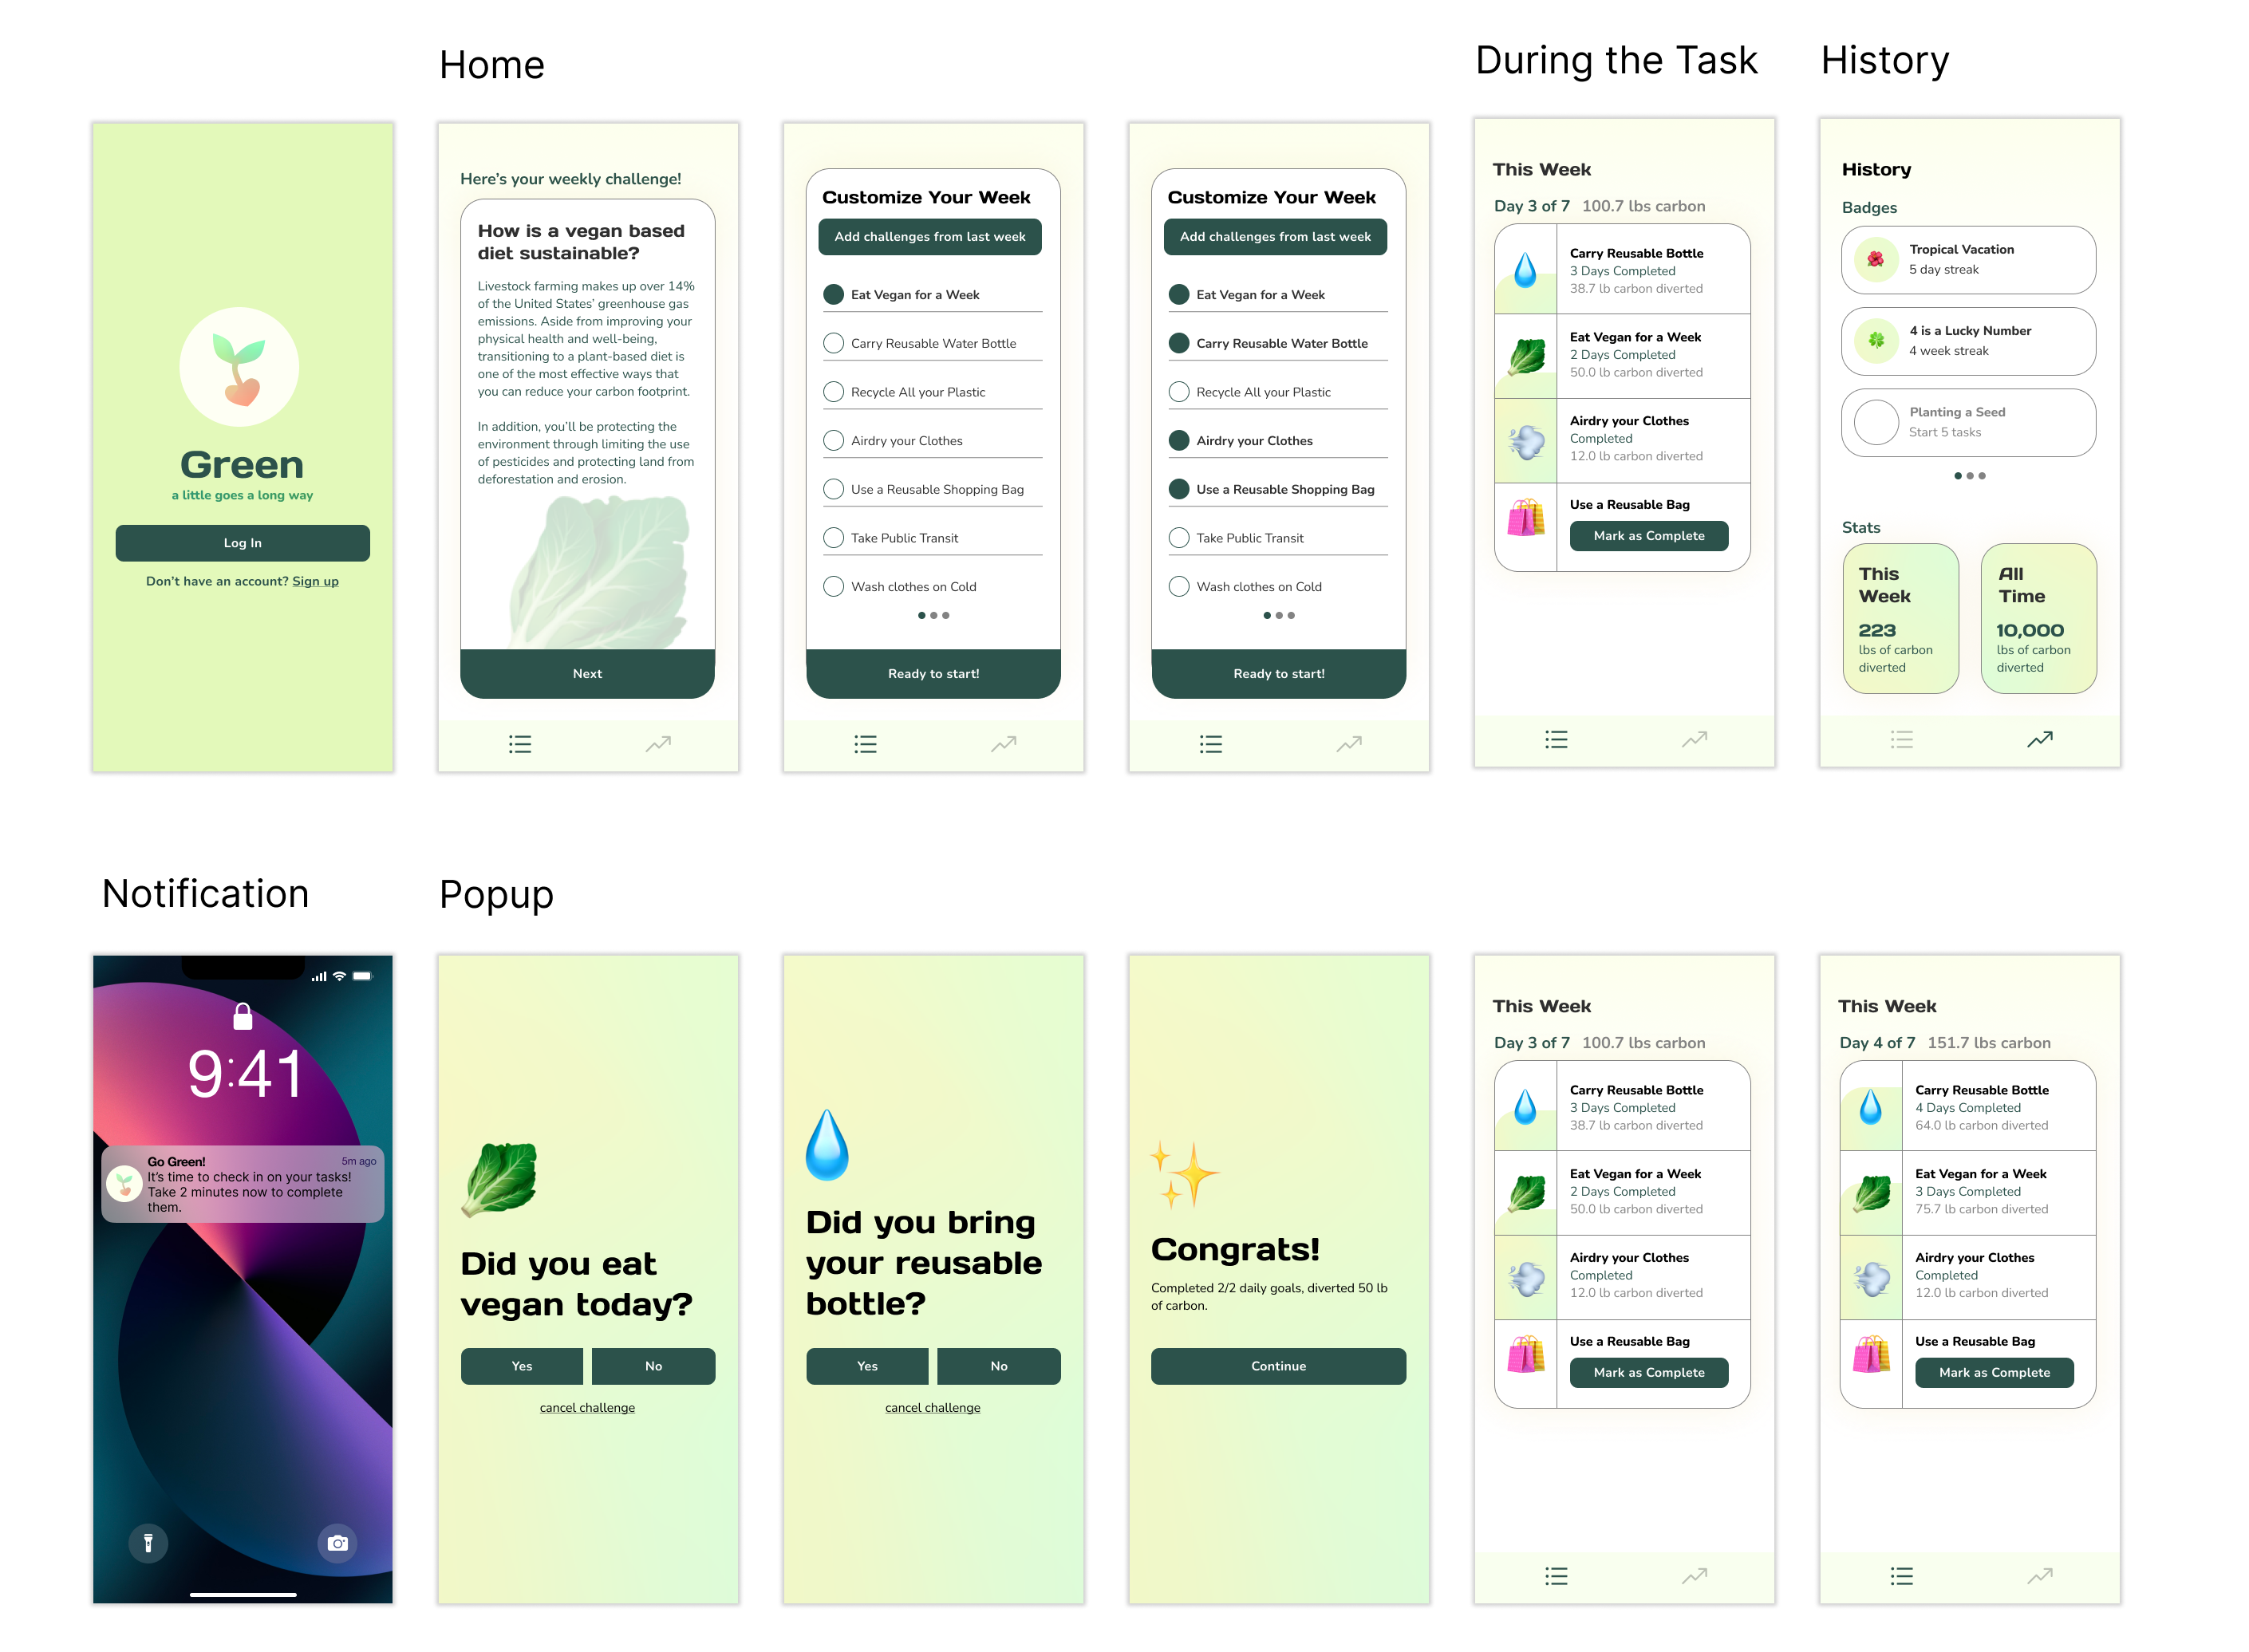 Home
During the Task
History
Green
a little goes a long way
Log In
Don't have an account? Sign up
Here's your weekly challenge!
How is a vegan based
diet sustainable?
Livestock farming makes up over 14%
of the United States' greenhouse gas
emissions. Aside from improving your
physical health and well-being,
transitioning to a plant-based diet is
one of the most effective ways that
you can reduce your carbon footprint.
In addition, you'll be protecting the
environment through limiting the use
of pesticides and protecting land from
deforestation and erosion.
Next
Customize Your Week
Add challenges from last week
Eat Vegan for a Week
Carry Reusable Water Bottle
Recycle All your Plastic
Airdry your Clothes
Use a Reusable Shopping Bag
Take Public Transit
Wash clothes on Cold
Ready to start!
Customize Your Week
Add challenges from last week
Eat Vegan for a Week
Carry Reusable Water Bottle
Recycle All your Plastic
Airdry your Clothes
Use a Reusable Shopping Bag
Take Public Transit
Wash clothes on Cold
Ready to start!
This Week
Day 3 of 7 100.7 lbs carbon
Carry Reusable Bottle
3 Days Completed
38.7 lb carbon diverted
Eat Vegan for a Week
2 Days Completed
50.0 lb carbon diverted
Airdry your Clothes
Completed
12.0 lb carbon diverted
Use a Reusable Bag
Mark as Complete
History
Badges
Tropical Vacation
5 day streak
4 is a Lucky Number
4 week streak
Planting a Seed
Start 5 tasks
Stats
This
Week
223
lbs of carbon
diverted
All
Time
10,000
lbs of carbon
diverted
Notification
Popup
9:41
Go Green! 5m ago
It's time to check in on your tasks!
Take 2 minutes now to complete
them.
Did you eat
vegan today?
Yes No
cancel challenge
Did you bring
your reusable
bottle?
Yes No
cancel challenge
Congrats!
Completed 2/2 daily goals, diverted 50 lb
of carbon.
Continue
This Week
Day 3 of 7 100.7 lbs carbon
Carry Reusable Bottle
3 Days Completed
38.7 lb carbon diverted
Eat Vegan for a Week
2 Days Completed
50.0 lb carbon diverted
Airdry your Clothes
Completed
12.0 lb carbon diverted
Use a Reusable Bag
Mark as Complete
This Week
Day 4 of 7 151.7 lbs carbon
Carry Reusable Bottle
4 Days Completed
64.0 lb carbon diverted
Eat Vegan for a Week
3 Days Completed
75.7 lb carbon diverted
Airdry your Clothes
Completed
12.0 lb carbon diverted
Use a Reusable Bag
Mark as Complete